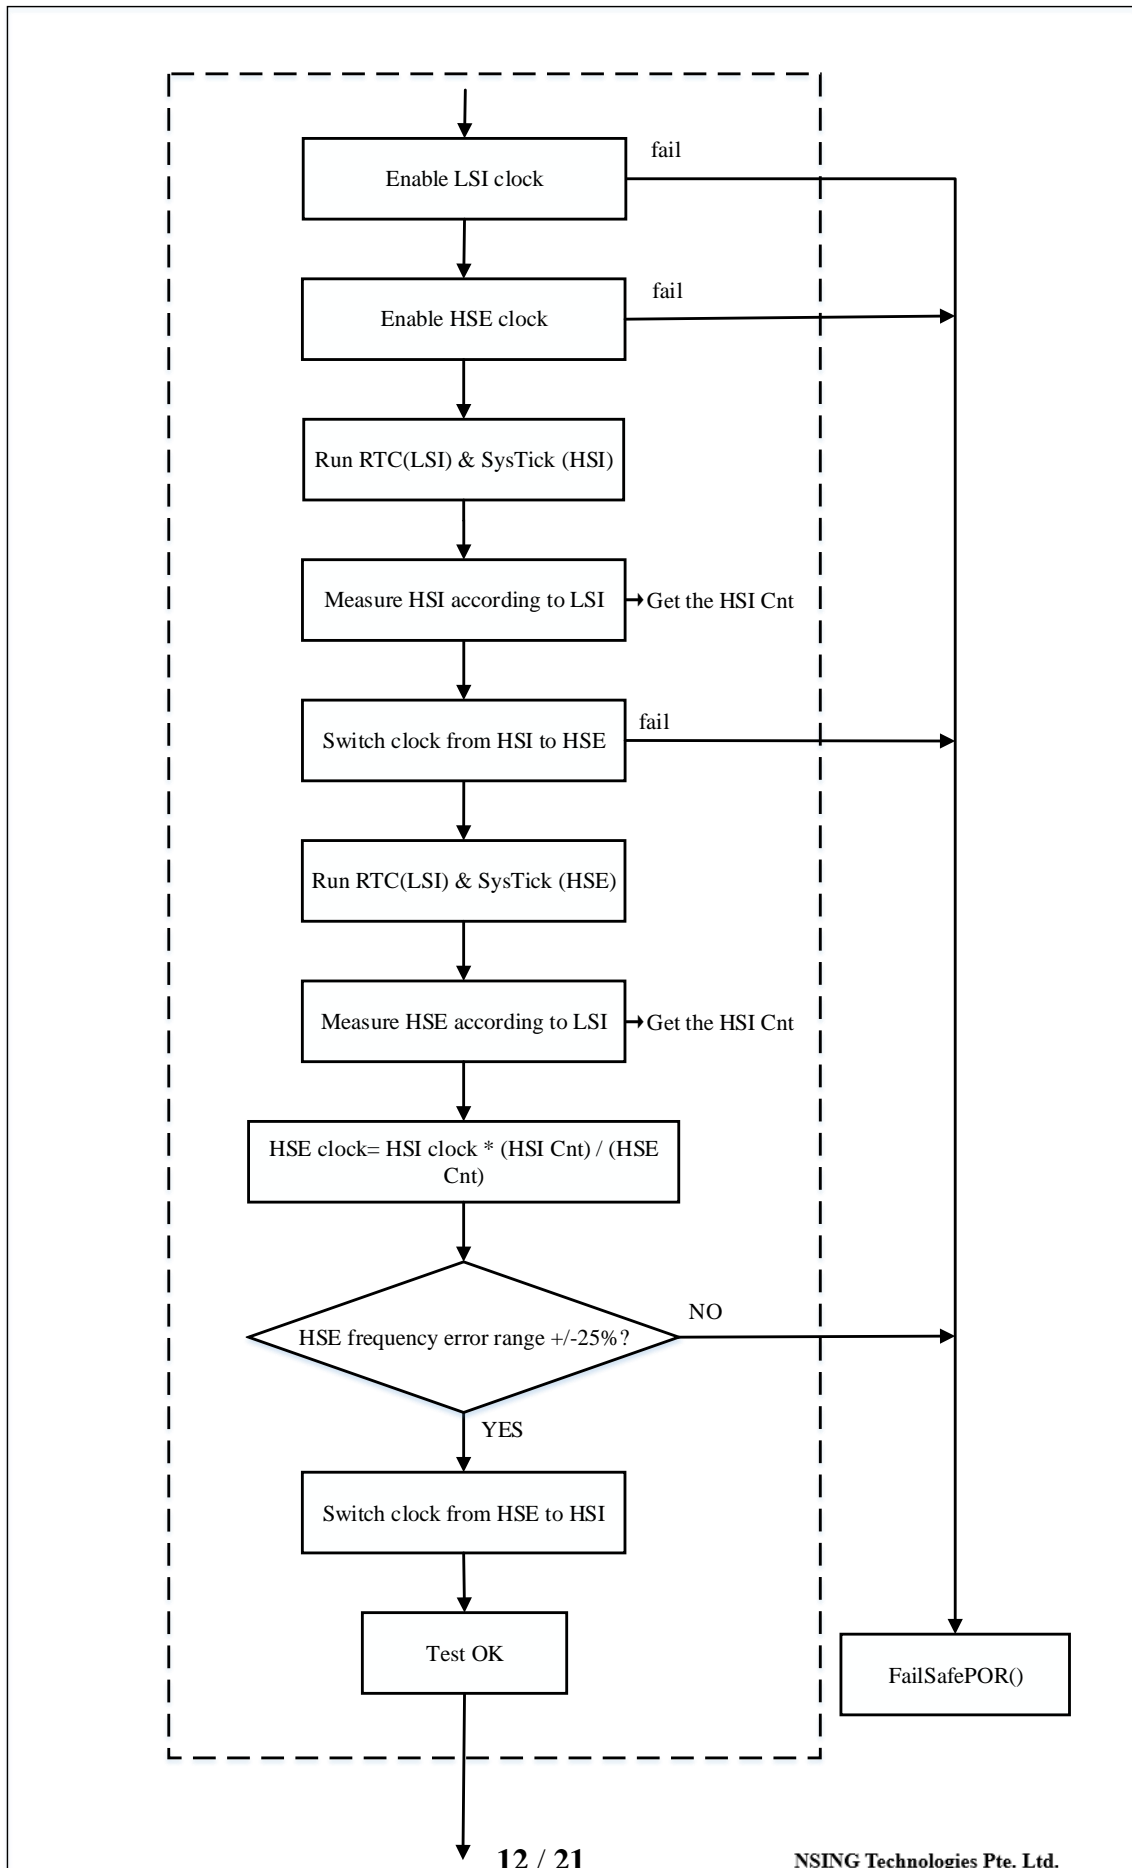 fail
Enable LSI clock
fail
Enable HSE clock
Run RTC(LSI) & SysTick (HSI)
Measure HSI according to LSI
Get the HSI Cnt
fail
Switch clock from HSI to HSE
Run RTC(LSI) & SysTick (HSE)
Measure HSE according to LSI
Get the HSI Cnt
HSE clock= HSI clock * (HSI Cnt) / (HSE
Cnt)
NO
HSE frequency error range +/-25%?
YES
Switch clock from HSE to HSI
Test OK
FailSafePOR()
12 / 21
NSING Technologies Pte. Ltd.